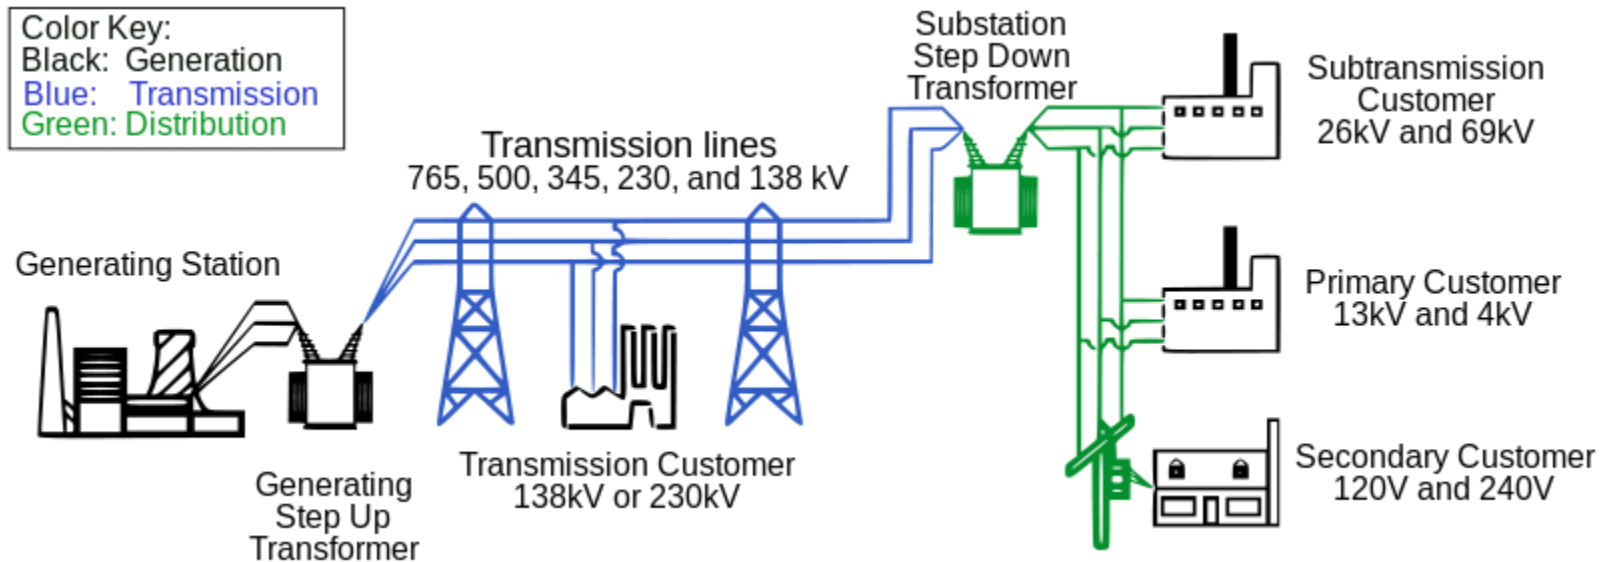 Color Key:
Black: Generation
Blue: Transmission
Green: Distribution
Substation
Step Down
Transformer
Subtransmission
Customer
26kV and 69kV
Transmission lines
765, 500, 345, 230, and 138 kV
Generating Station
Primary Customer
13kV and 4kV
Transmission Customer
138kV or 230kV
Secondary Customer
120V and 240V
Generating
Step Up
Transformer